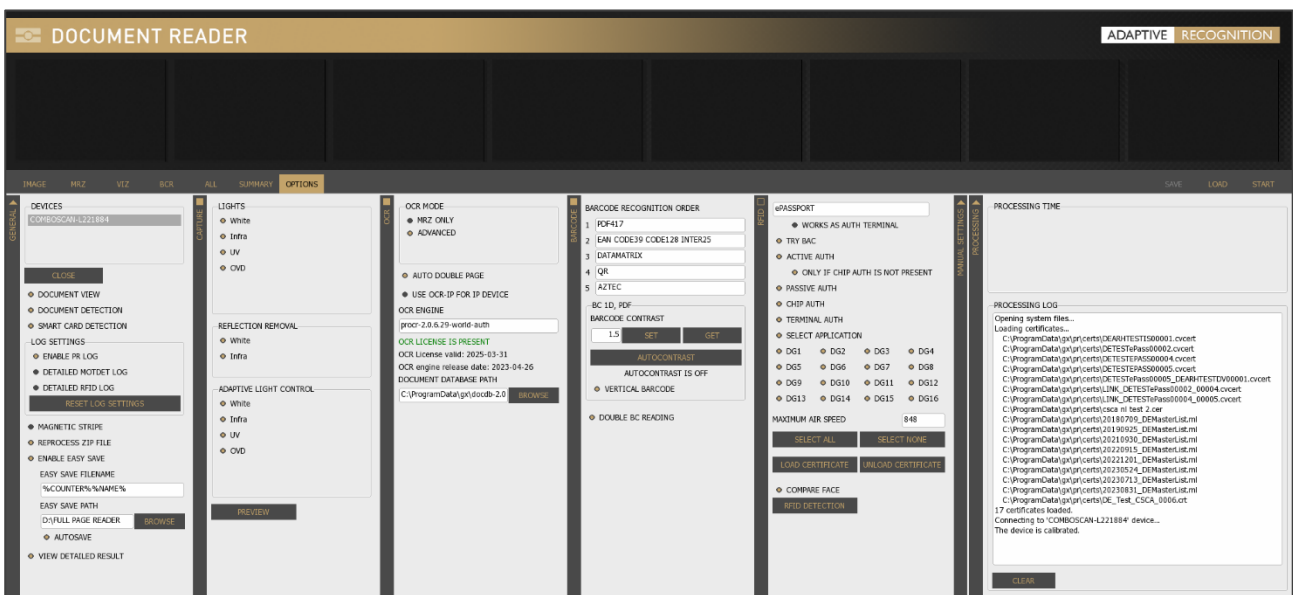 DOCUMENT READER
ADAPTIVE RECOGNITION
IMAGE MRZ VIZ BCR ALL SUMMARY OPTIONS SAVE LOAD START
GENERAL
DEVICES
COMBOSCAN-L221884
CLOSE
DOCUMENT VIEW
DOCUMENT DETECTION
SMART CARD DETECTION
LOG SETTINGS
ENABLE PR LOG
DETAILED MOTDET LOG
DETAILED RFID LOG
RESET LOG SETTINGS
MAGNETIC STRIPE
REPROCESS ZIP FILE
ENABLE EASY SAVE
EASY SAVE FILENAME
%COUNTER%%NAME%
EASY SAVE PATH
D:\FULL PAGE READER BROWSE
AUTOSAVE
VIEW DETAILED RESULT
CAPTURE
LIGHTS
White
Infra
UV
OVD
REFLECTION REMOVAL
White
Infra
ADAPTIVE LIGHT CONTROL
White
Infra
UV
OVD
PREVIEW
OCR
OCR MODE
MRZ ONLY
ADVANCED
AUTO DOUBLE PAGE
USE OCR-IP FOR IP DEVICE
OCR ENGINE
procr-2.0.6.29-world-auth
OCR LICENSE IS PRESENT
OCR License valid: 2025-03-31
OCR engine release date: 2023-04-26
DOCUMENT DATABASE PATH
C:\ProgramData\gx\docdb-2.0 BROWSE
BARCODE
BARCODE RECOGNITION ORDER
1 PDF417
2 EAN CODE39 CODE128 INTER25
3 DATAMATRIX
4 QR
5 AZTEC
BC 1D, PDF
BARCODE CONTRAST
1.5 SET GET
AUTOCONTRAST
AUTOCONTRAST IS OFF
VERTICAL BARCODE
DOUBLE BC READING
RFID
ePASSPORT
WORKS AS AUTH TERMINAL
TRY BAC
ACTIVE AUTH
ONLY IF CHIP AUTH IS NOT PRESENT
PASSIVE AUTH
CHIP AUTH
TERMINAL AUTH
SELECT APPLICATION
DG1 DG2 DG3 DG4
DG5 DG6 DG7 DG8
DG9 DG10 DG11 DG12
DG13 DG14 DG15 DG16
MAXIMUM AIR SPEED 848
SELECT ALL SELECT NONE
LOAD CERTIFICATE UNLOAD CERTIFICATE
COMPARE FACE
RFID DETECTION
MANUAL SETTINGS
PROCESSING
PROCESSING TIME
PROCESSING LOG
Opening system files...
Loading certificates...
C:\ProgramData\gx\pr\certs\DEARHTESTIS00001.cvcert
C:\ProgramData\gx\pr\certs\DETESTePass00002.cvcert
C:\ProgramData\gx\pr\certs\DETESTEPASS00004.cvcert
C:\ProgramData\gx\pr\certs\DETESTEPASS00005.cvcert
C:\ProgramData\gx\pr\certs\DETESTePass00005_DEARHTESTDV00001.cvcert
C:\ProgramData\gx\pr\certs\LINK_DETESTePass00002_00004.cvcert
C:\ProgramData\gx\pr\certs\LINK_DETESTePass00004_00005.cvcert
C:\ProgramData\gx\pr\certs\csca nl test 2.cer
C:\ProgramData\gx\pr\certs\20180709_DEMasterList.ml
C:\ProgramData\gx\pr\certs\20190925_DEMasterList.ml
C:\ProgramData\gx\pr\certs\20210930_DEMasterList.ml
C:\ProgramData\gx\pr\certs\20220915_DEMasterList.ml
C:\ProgramData\gx\pr\certs\20221201_DEMasterList.ml
C:\ProgramData\gx\pr\certs\20230524_DEMasterList.ml
C:\ProgramData\gx\pr\certs\20230713_DEMasterList.ml
C:\ProgramData\gx\pr\certs\20230831_DEMasterList.ml
C:\ProgramData\gx\pr\certs\DE_Test_CSCA_0006.crt
17 certificates loaded.
Connecting to 'COMBOSCAN-L221884' device...
The device is calibrated.
CLEAR